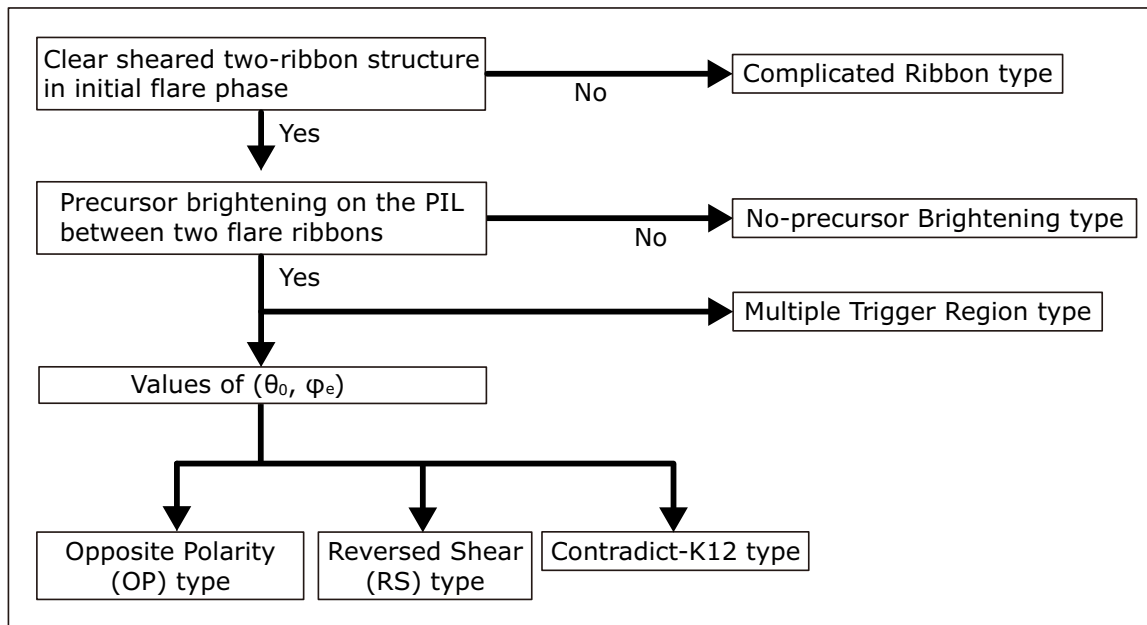 Clear sheared two-ribbon structure
in initial flare phase
No
Complicated Ribbon type
Yes
Precursor brightening on the PIL
between two flare ribbons
No
No-precursor Brightening type
Yes
Multiple Trigger Region type
Values of (θ₀, φₑ)
Opposite Polarity
(OP) type
Reversed Shear
(RS) type
Contradict-K12 type